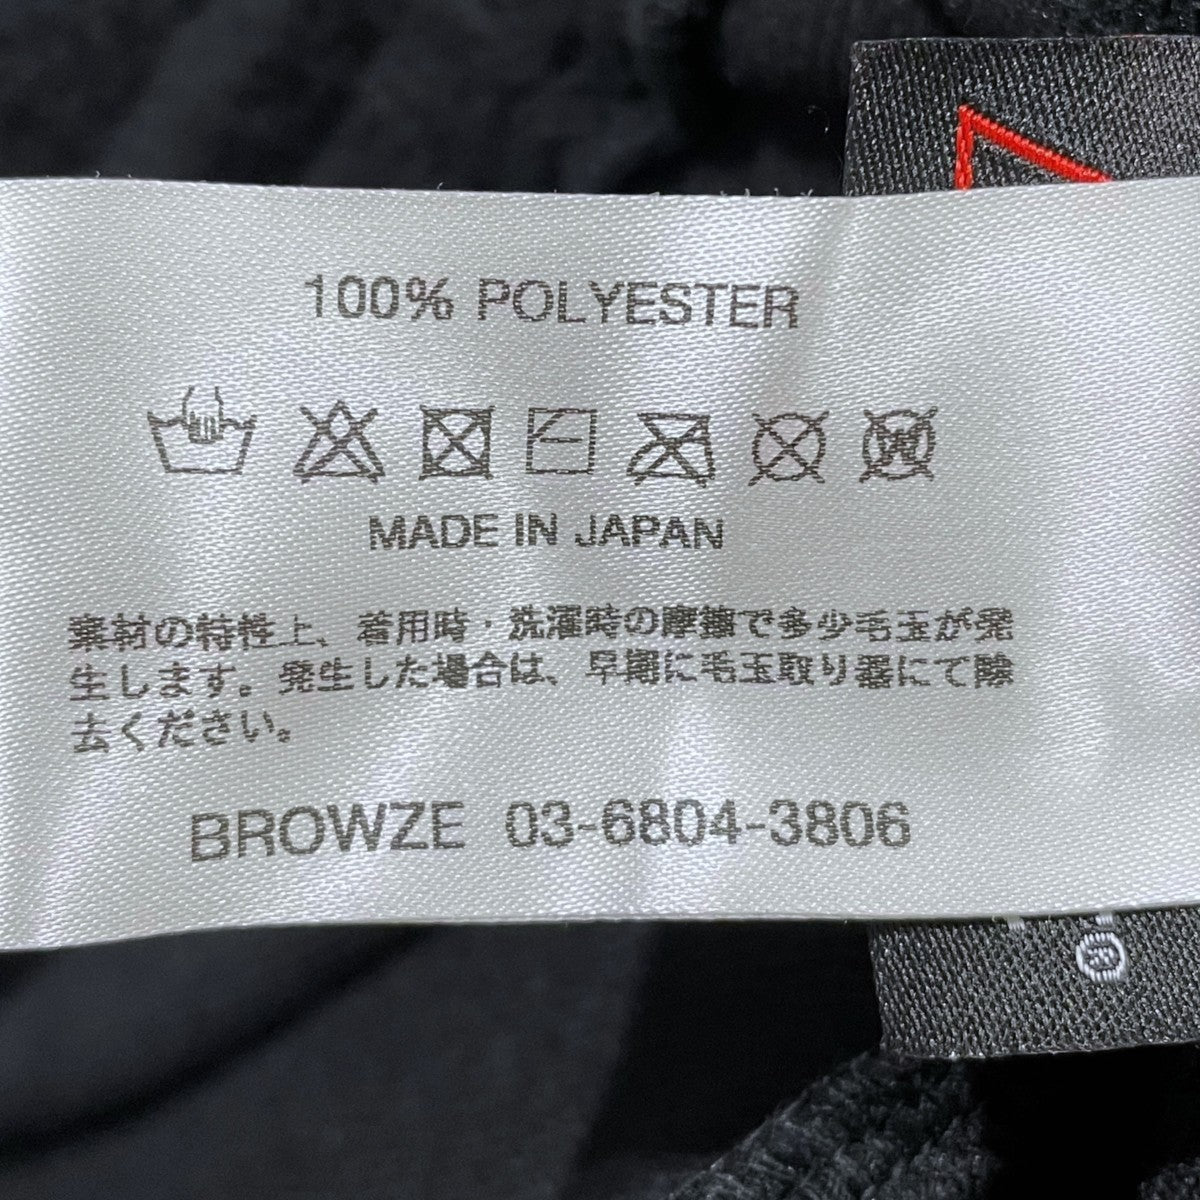 100% POLYESTER
MADE IN JAPAN
素材の特性上、着用時・洗濯時の摩擦で多少毛玉が発
生します。発生した場合は、早期に毛玉取り器にて除
去ください。
BROWZE 03-6804-3806